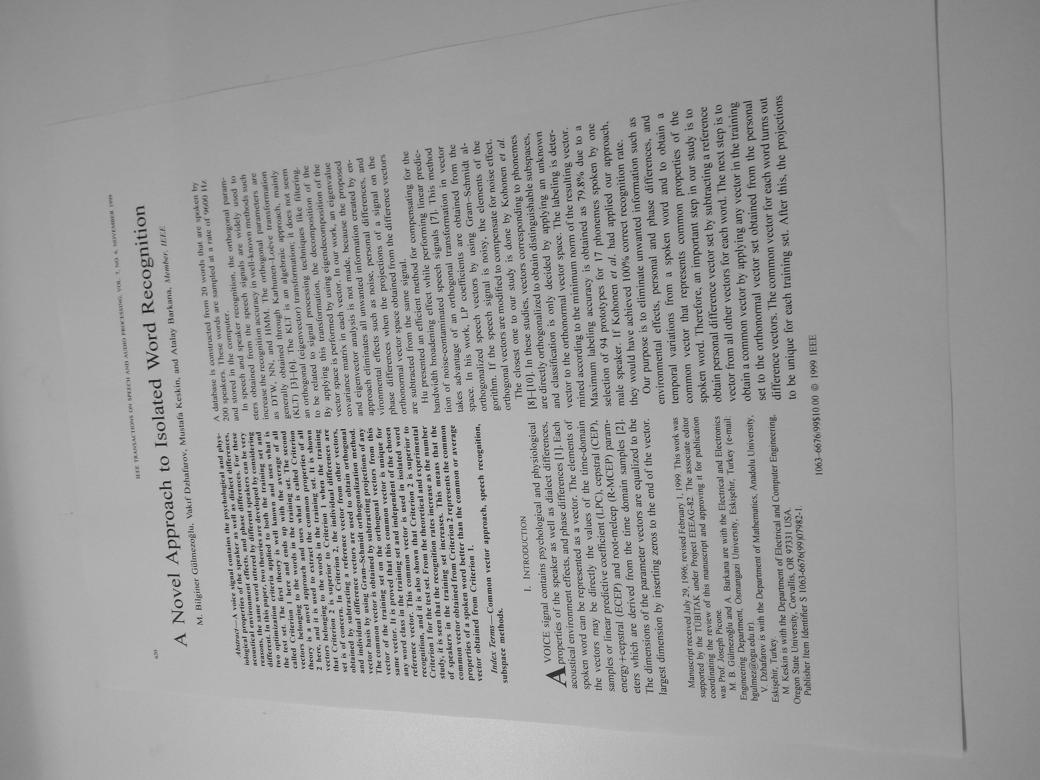 620
IEEE TRANSACTIONS ON SPEECH AND AUDIO PROCESSING, VOL. 7, NO. 6, NOVEMBER 1999
A Novel Approach to Isolated Word Recognition
M. Bilginer Gülmezoğlu, Vakif Dzhafarov, Mustafa Keskin, and Atalay Barkana, Member, IEEE
Abstract—A voice signal contains the psychological and phys-
iological properties of the speaker as well as dialect differences,
acoustical environment effects, and phase differences. For these
reasons, the same word uttered by different speakers can be very
different. In this paper, two theories are developed by considering
two optimization criteria applied to both the training set and
the test set. The first theory is well known and uses what is
called Criterion 1 here and ends up with the average of all
vectors belonging to the words in the training set. The second
theory is a novel approach and uses what is called Criterion
2 here, and it is used to extract the common properties of all
vectors belonging to the words in the training set. It is shown
that Criterion 2 is superior to Criterion 1 when the training
set is of concern. In Criterion 2, the individual differences are
obtained by subtracting a reference vector from other vectors,
and individual difference vectors are used to obtain orthogonal
vector basis by using Gram–Schmidt orthogonalization method.
The common vector is obtained by subtracting projections of any
vector of the training set on the orthogonal vectors from this
same vector. It is proved that this common vector is unique for
any word class in the training set and independent of the chosen
reference vector. This common vector is used in isolated word
recognition, and it is also shown that Criterion 2 is superior to
Criterion 1 for the test set. From the theoretical and experimental
study, it is seen that the recognition rates increase as the number
of speakers in the training set increases. This means that the
common vector obtained from Criterion 2 represents the common
properties of a spoken word better than the common or average
vector obtained from Criterion 1.
Index Terms—Common vector approach, speech recognition,
subspace methods.
I. INTRODUCTION
A VOICE signal contains psychological and physiological
properties of the speaker as well as dialect differences,
acoustical environment effects, and phase differences [1]. Each
spoken word can be represented as a vector. The elements of
the vectors may be directly the values of the time-domain
samples or linear predictive coefficient (LPC), cepstral (CEP),
energy+cepstral (ECEP) and root-melcep (R-MCEP) param-
eters which are derived from the time domain samples [2].
The dimensions of the parameter vectors are equalized to the
largest dimension by inserting zeros to the end of the vector.
Manuscript received July 29, 1996; revised February 1, 1999. This work was
supported by the TUBITAK under Project EEEAG-82. The associate editor
coordinating the review of this manuscript and approving it for publication
was Prof. Joseph Picone.
M. B. Gülmezoğlu and A. Barkana are with the Electrical and Electronics
Engineering Department, Osmangazi University, Eskişehir, Turkey (e-mail:
bgulmez@ogu.edu.tr).
V. Dzhafarov is with the Department of Mathematics, Anadolu University,
Eskişehir, Turkey.
M. Keskin is with the Department of Electrical and Computer Engineering,
Oregon State University, Corvallis, OR 97331 USA.
Publisher Item Identifier S 1063-6676(99)07982-1.
A database is constructed from 20 words that are spoken by
200 speakers. These words are sampled at a rate of 9600 Hz
and stored in the computer.
In speech and speaker recognition, the orthogonal param-
eters obtained from the speech signals are widely used to
increase the recognition accuracy in well-known methods such
as DTW, NN, and HMM. The orthogonal parameters are
generally obtained through Karhunen–Loève transformation
(KLT) [3]–[6]. The KLT is an algebraic approach, mainly
an orthogonal (eigenvector) transformation; it does not seem
to be related to signal processing techniques like filtering.
By applying this transformation, the decomposition of the
vector space is performed by using eigendecomposition of the
covariance matrix in each vector. In our work, an eigenvalue
and eigenvector analysis is not made, because the proposed
approach eliminates all unwanted information created by en-
vironmental effects such as noise, personal differences, and
phase differences when the projections of a signal on the
orthonormal vector space obtained from the difference vectors
are subtracted from the same signal.
Hu presented an efficient method for compensating for the
bandwidth broadening effect while performing linear predic-
tion of noise-contaminated speech signals [7]. This method
takes advantage of an orthogonal transformation in vector
space. In his work, LP coefficients are obtained from the
orthogonalized speech vectors by using Gram–Schmidt al-
gorithm. If the speech signal is noisy, the elements of the
orthogonal vectors are modified to compensate for noise effect.
The closest one to our study is done by Kohonen et al.
[8]–[10]. In these studies, vectors corresponding to phonemes
are directly orthogonalized to obtain distinguishable subspaces,
and classification is only decided by applying an unknown
vector to the orthonormal vector space. The labeling is deter-
mined according to the minimum norm of the resulting vector.
Maximum labeling accuracy is obtained as 79.8% due to a
selection of 94 prototypes for 17 phonemes spoken by one
male speaker. If Kohonen et al. had applied our approach,
they would have achieved 100% correct recognition rate.
Our purpose is to eliminate unwanted information such as
environmental effects, personal and phase differences, and
temporal variations from a spoken word and to obtain a
common vector that represents common properties of the
spoken word. Therefore, an important step in our study is to
obtain personal difference vector set by subtracting a reference
vector from all other vectors for each word. The next step is to
obtain a common vector by applying any vector in the training
set to the orthonormal vector set obtained from the personal
difference vectors. The common vector for each word turns out
to be unique for each training set. After this, the projections
1063-6676/99$10.00 © 1999 IEEE